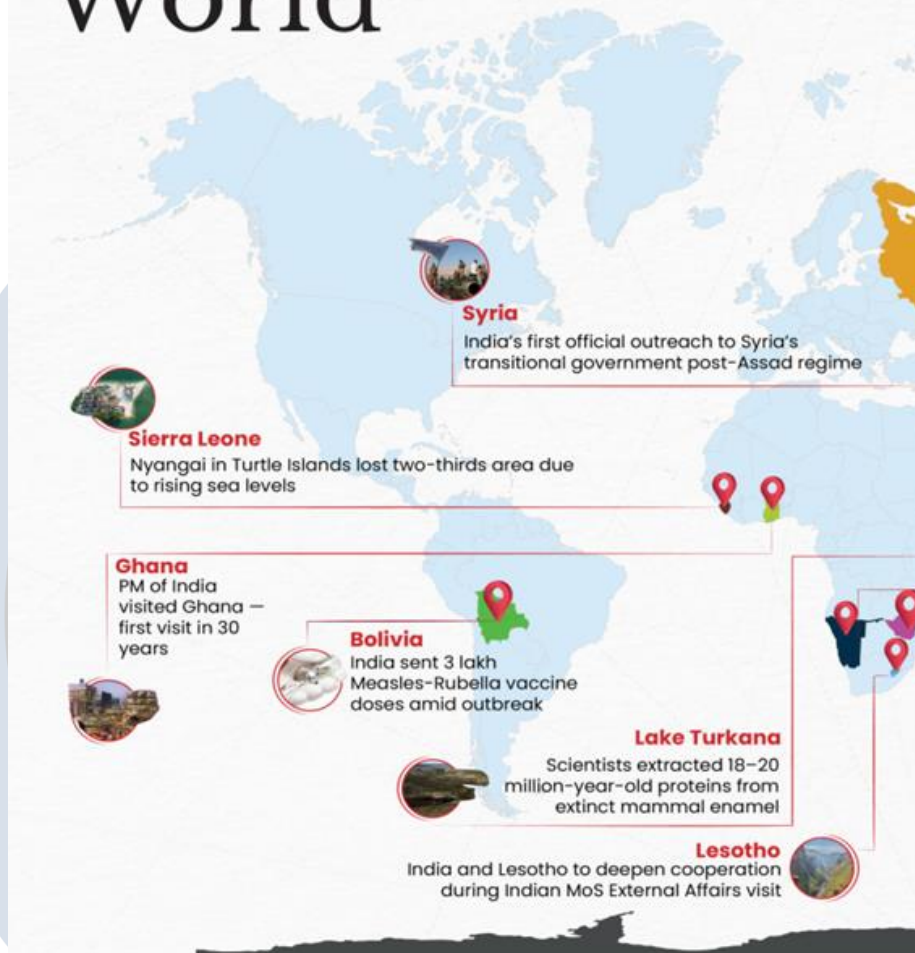 World
Syria
India's first official outreach to Syria's
transitional government post-Assad regime
Sierra Leone
Nyangai in Turtle Islands lost two-thirds area due
to rising sea levels
Ghana
PM of India
visited Ghana —
first visit in 30
years
Bolivia
India sent 3 lakh
Measles-Rubella vaccine
doses amid outbreak
Lake Turkana
Scientists extracted 18–20
million-year-old proteins from
extinct mammal enamel
Lesotho
India and Lesotho to deepen cooperation
during Indian MoS External Affairs visit